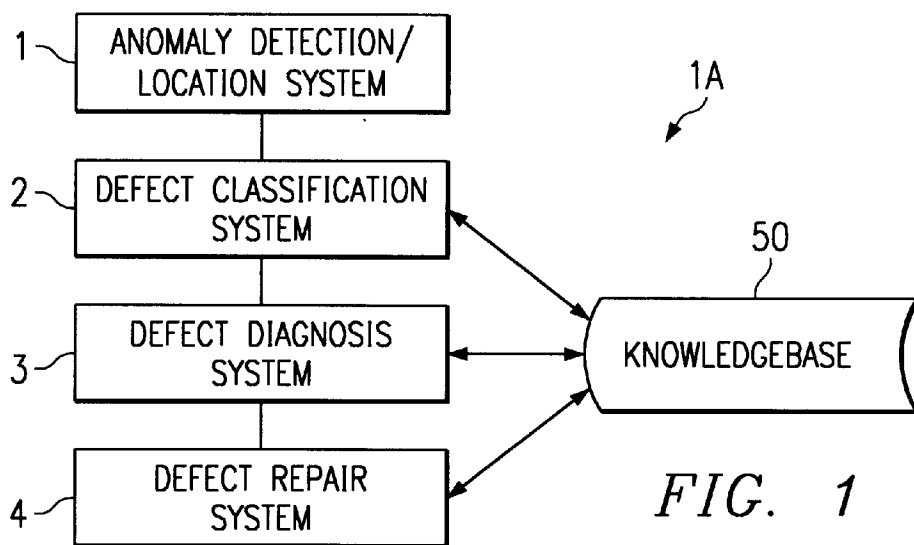 1
ANOMALY DETECTION/
LOCATION SYSTEM
1A
2
DEFECT CLASSIFICATION
SYSTEM
50
3
DEFECT DIAGNOSIS
SYSTEM
KNOWLEDGEBASE
4
DEFECT REPAIR
SYSTEM
FIG. 1